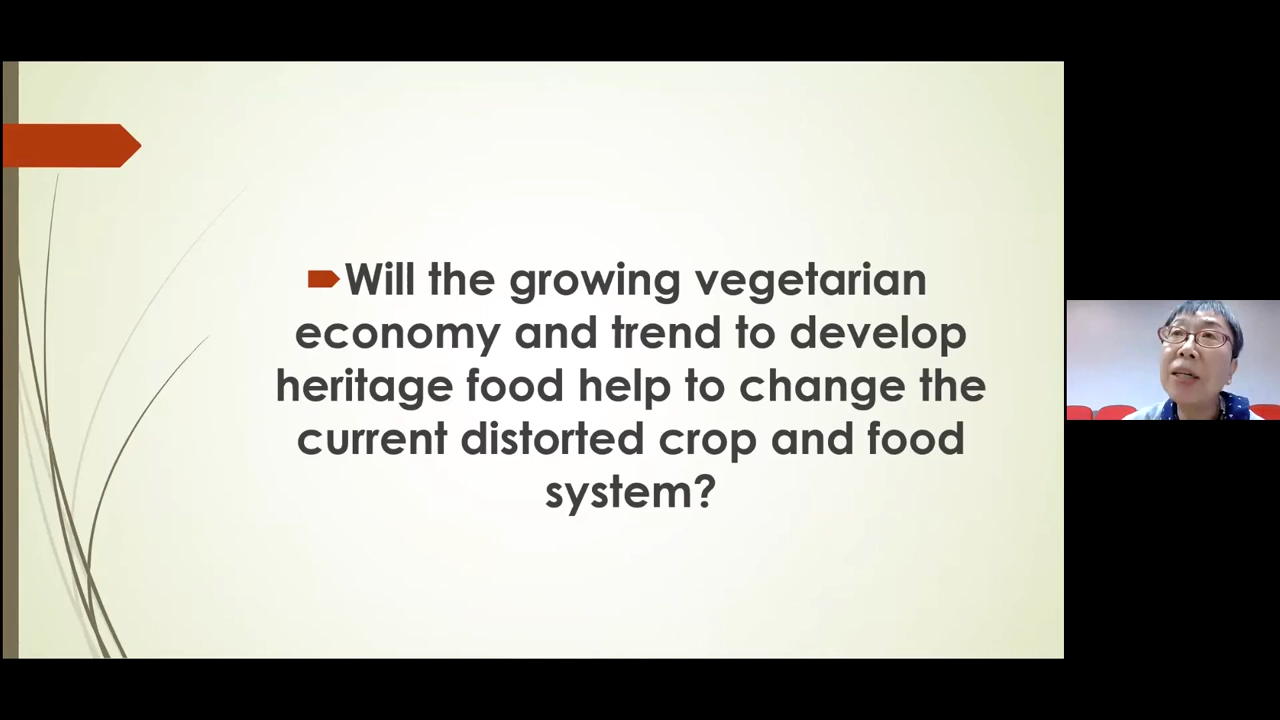 Will the growing vegetarian
economy and trend to develop
heritage food help to change the
current distorted crop and food
system?